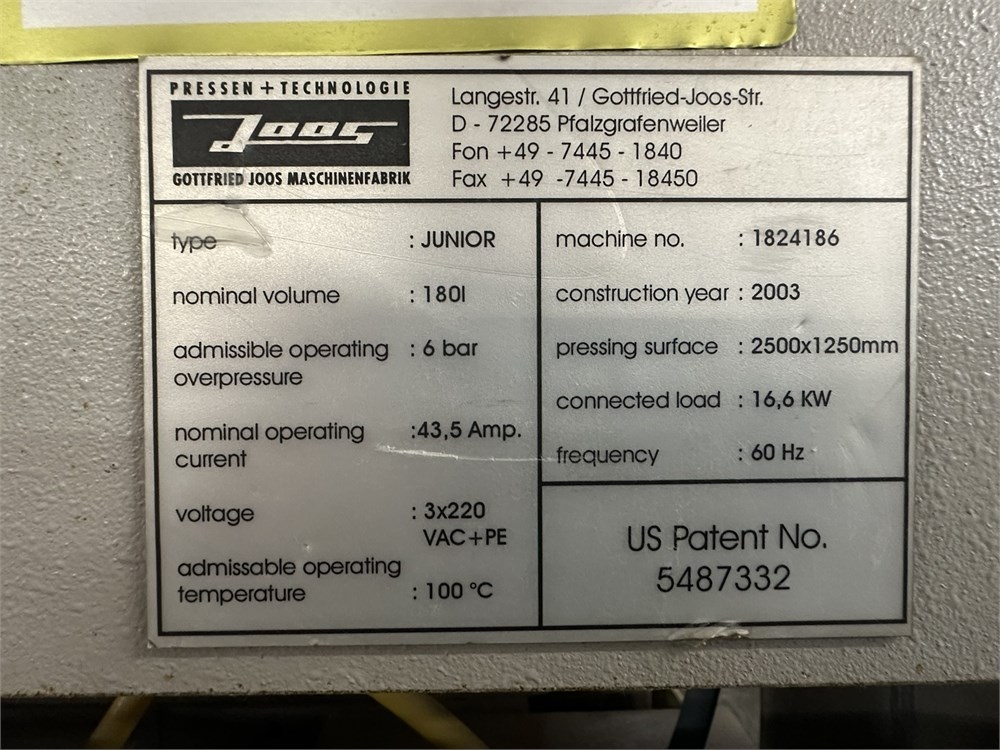 PRESSEN + TECHNOLOGIE
Joos
GOTTFRIED JOOS MASCHINENFABRIK
Langestr. 41 / Gottfried-Joos-Str.
D - 72285 Pfalzgrafenweiler
Fon +49 - 7445 - 1840
Fax +49 -7445 - 18450
type : JUNIOR
nominal volume : 180l
admissible operating : 6 bar
overpressure
nominal operating :43,5 Amp.
current
voltage : 3x220
VAC+PE
admissable operating
temperature : 100 °C
machine no. : 1824186
construction year : 2003
pressing surface : 2500x1250mm
connected load : 16,6 KW
frequency : 60 Hz
US Patent No.
5487332